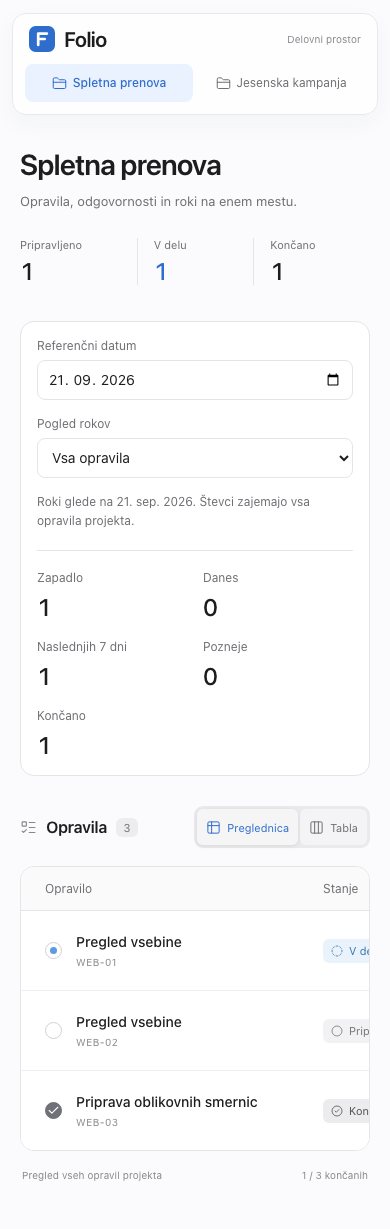 F Folio
Delovni prostor
Spletna prenova
Jesenska kampanja
Spletna prenova
Opravila, odgovornosti in roki na enem mestu.
Pripravljeno
V delu
Končano
1
1
1
Referenčni datum
21. 09. 2026
Pogled rokov
Vsa opravila
Roki glede na 21. sep. 2026. Števci zajemajo vsa
opravila projekta.
Zapadlo
Danes
1
0
Naslednjih 7 dni
Pozneje
1
0
Končano
1
Opravila 3
Preglednica
Tabla
Opravilo
Stanje
Pregled vsebine
WEB-01
V de
Pregled vsebine
WEB-02
Prip
Priprava oblikovnih smernic
WEB-03
Kon
Pregled vseh opravil projekta
1 / 3 končanih